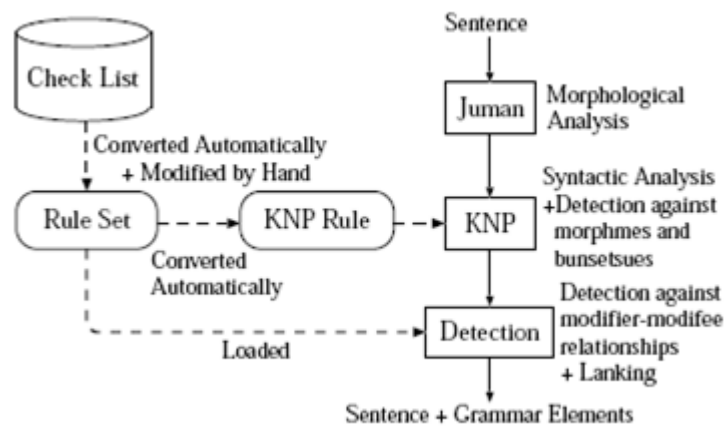 Sentence
Check List
Juman
Morphological
Analysis
Converted Automatically
+ Modified by Hand
Rule Set
KNP Rule
KNP
Syntactic Analysis
+Detection against
morphmes and
bunsetsues
Converted
Automatically
Loaded
Detection
Detection against
modifier-modifee
relationships
+ Lanking
Sentence + Grammar Elements